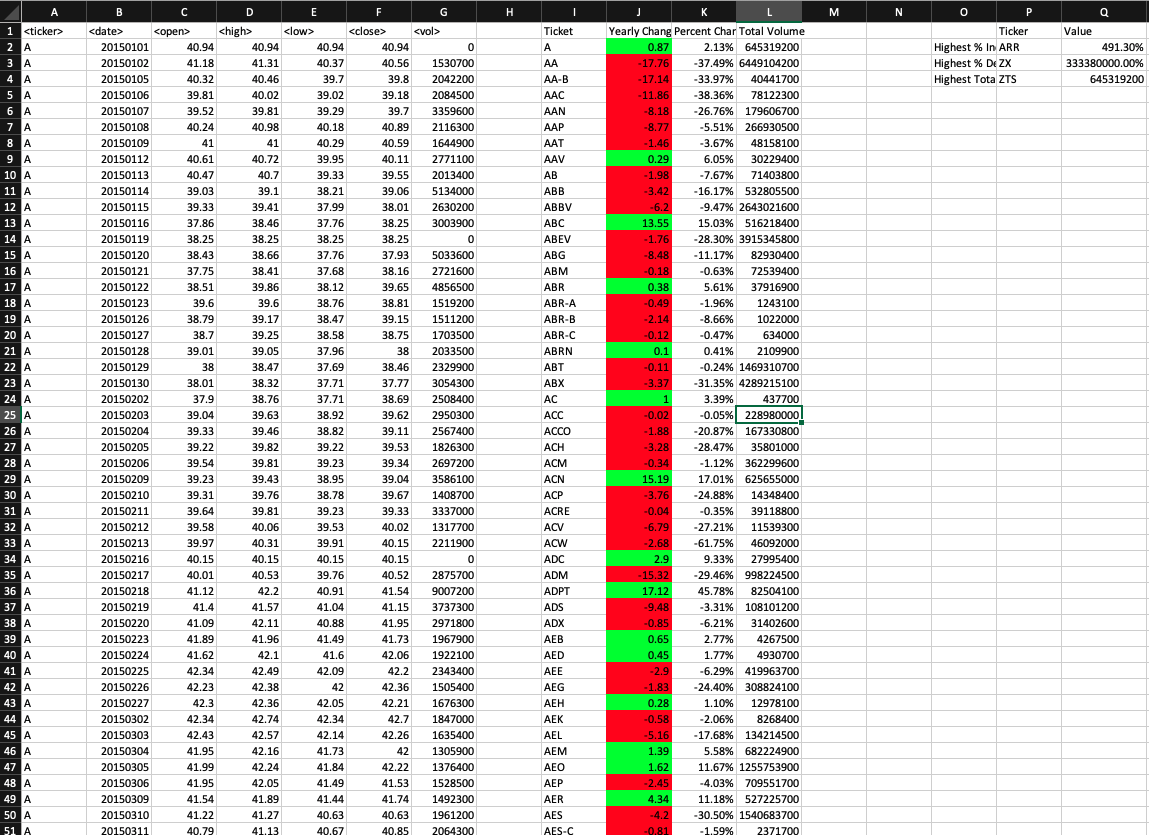 A B C D E F G H I J K L M N O P Q
1 <ticker> <date> <open> <high> <low> <close> <vol> Ticket Yearly Chang Percent Char Total Volume Ticker Value
2 A 20150101 40.94 40.94 40.94 40.94 0 A 0.87 2.13% 645319200 Highest % In ARR 491.30%
3 A 20150102 41.18 41.31 40.37 40.56 1530700 AA -17.76 -37.49% 6449104200 Highest % De ZX 333380000.00%
4 A 20150105 40.32 40.46 39.7 39.8 2042200 AA-B -17.14 -33.97% 40441700 Highest Tota ZTS 645319200
5 A 20150106 39.81 40.02 39.02 39.18 2084500 AAC -11.86 -38.36% 78122300
6 A 20150107 39.52 39.81 39.29 39.7 3359600 AAN -8.18 -26.76% 179606700
7 A 20150108 40.24 40.98 40.18 40.89 2116300 AAP -8.77 -5.51% 266930500
8 A 20150109 41 41 40.29 40.59 1644900 AAT -1.46 -3.67% 48158100
9 A 20150112 40.61 40.72 39.95 40.11 2771100 AAV 0.29 6.05% 30229400
10 A 20150113 40.47 40.7 39.33 39.55 2013400 AB -1.98 -7.67% 71403800
11 A 20150114 39.03 39.1 38.21 39.06 5134000 ABB -3.42 -16.17% 532805500
12 A 20150115 39.33 39.41 37.99 38.01 2630200 ABBV -6.2 -9.47% 2643021600
13 A 20150116 37.86 38.46 37.76 38.25 3003900 ABC 13.55 15.03% 516218400
14 A 20150119 38.25 38.25 38.25 38.25 0 ABEV -1.76 -28.30% 3915345800
15 A 20150120 38.43 38.66 37.76 37.93 5033600 ABG -8.48 -11.17% 82930400
16 A 20150121 37.75 38.41 37.68 38.16 2721600 ABM -0.18 -0.63% 72539400
17 A 20150122 38.51 39.86 38.12 39.65 4856500 ABR 0.38 5.61% 37916900
18 A 20150123 39.6 39.6 38.76 38.81 1519200 ABR-A -0.49 -1.96% 1243100
19 A 20150126 38.79 39.17 38.47 39.15 1511200 ABR-B -2.14 -8.66% 1022000
20 A 20150127 38.7 39.25 38.58 38.75 1703500 ABR-C -0.12 -0.47% 634000
21 A 20150128 39.01 39.05 37.96 38 2033500 ABRN 0.1 0.41% 2109900
22 A 20150129 38 38.47 37.69 38.46 2329900 ABT -0.11 -0.24% 1469310700
23 A 20150130 38.01 38.32 37.71 37.77 3054300 ABX -3.37 -31.35% 4289215100
24 A 20150202 37.9 38.76 37.71 38.69 2508400 AC 1 3.39% 437700
25 A 20150203 39.04 39.63 38.92 39.62 2950300 ACC -0.02 -0.05% 228980000
26 A 20150204 39.33 39.46 38.82 39.11 2567400 ACCO -1.88 -20.87% 167330800
27 A 20150205 39.22 39.82 39.22 39.53 1826300 ACH -3.28 -28.47% 35801000
28 A 20150206 39.54 39.81 39.23 39.34 2697200 ACM -0.34 -1.12% 362299600
29 A 20150209 39.23 39.43 38.95 39.04 3586100 ACN 15.19 17.01% 625655000
30 A 20150210 39.31 39.76 38.78 39.67 1408700 ACP -3.76 -24.88% 14348400
31 A 20150211 39.64 39.81 39.23 39.33 3337000 ACRE -0.04 -0.35% 39118800
32 A 20150212 39.58 40.06 39.53 40.02 1317700 ACV -6.79 -27.21% 11539300
33 A 20150213 39.97 40.31 39.91 40.15 2211900 ACW -2.68 -61.75% 46092000
34 A 20150216 40.15 40.15 40.15 40.15 0 ADC 2.9 9.33% 27995400
35 A 20150217 40.01 40.53 39.76 40.52 2875700 ADM -15.32 -29.46% 998224500
36 A 20150218 41.12 42.2 40.91 41.54 9007200 ADPT 17.12 45.78% 82504100
37 A 20150219 41.4 41.57 41.04 41.15 3737300 ADS -9.48 -3.31% 108101200
38 A 20150220 41.09 42.11 40.88 41.95 2971800 ADX -0.85 -6.21% 31402600
39 A 20150223 41.89 41.96 41.49 41.73 1967900 AEB 0.65 2.77% 4267500
40 A 20150224 41.62 42.1 41.6 42.06 1922100 AED 0.45 1.77% 4930700
41 A 20150225 42.34 42.49 42.09 42.2 2343400 AEE -2.9 -6.29% 419963700
42 A 20150226 42.23 42.38 42 42.36 1505400 AEG -1.83 -24.40% 308824100
43 A 20150227 42.3 42.36 42.05 42.21 1676300 AEH 0.28 1.10% 12978100
44 A 20150302 42.34 42.74 42.34 42.7 1847000 AEK -0.58 -2.06% 8268400
45 A 20150303 42.43 42.57 42.14 42.26 1635400 AEL -5.16 -17.68% 134214500
46 A 20150304 41.95 42.16 41.73 42 1305900 AEM 1.39 5.58% 682224900
47 A 20150305 41.99 42.24 41.84 42.22 1376400 AEO 1.62 11.67% 1255753900
48 A 20150306 41.95 42.05 41.49 41.53 1528500 AEP -2.45 -4.03% 709551700
49 A 20150309 41.54 41.89 41.44 41.74 1492300 AER 4.34 11.18% 527225700
50 A 20150310 41.22 41.27 40.63 40.63 1961200 AES -4.2 -30.50% 1540683700
51 A 20150311 40.79 41.13 40.67 40.85 2064300 AES-C -0.81 -1.59% 2371700